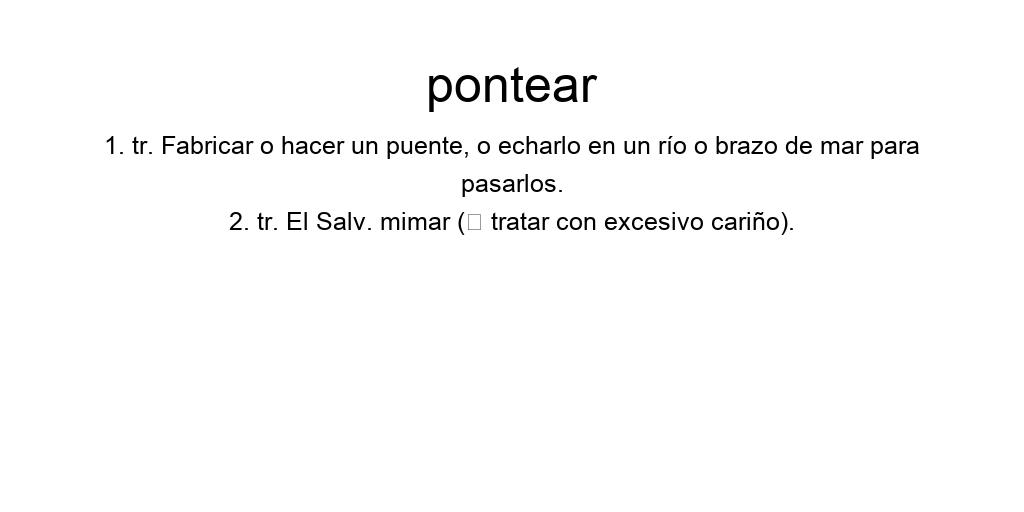 pontear
1. tr. Fabricar o hacer un puente, o echarlo en un río o brazo de mar para
pasarlos.
2. tr. El Salv. mimar (□ tratar con excesivo cariño).